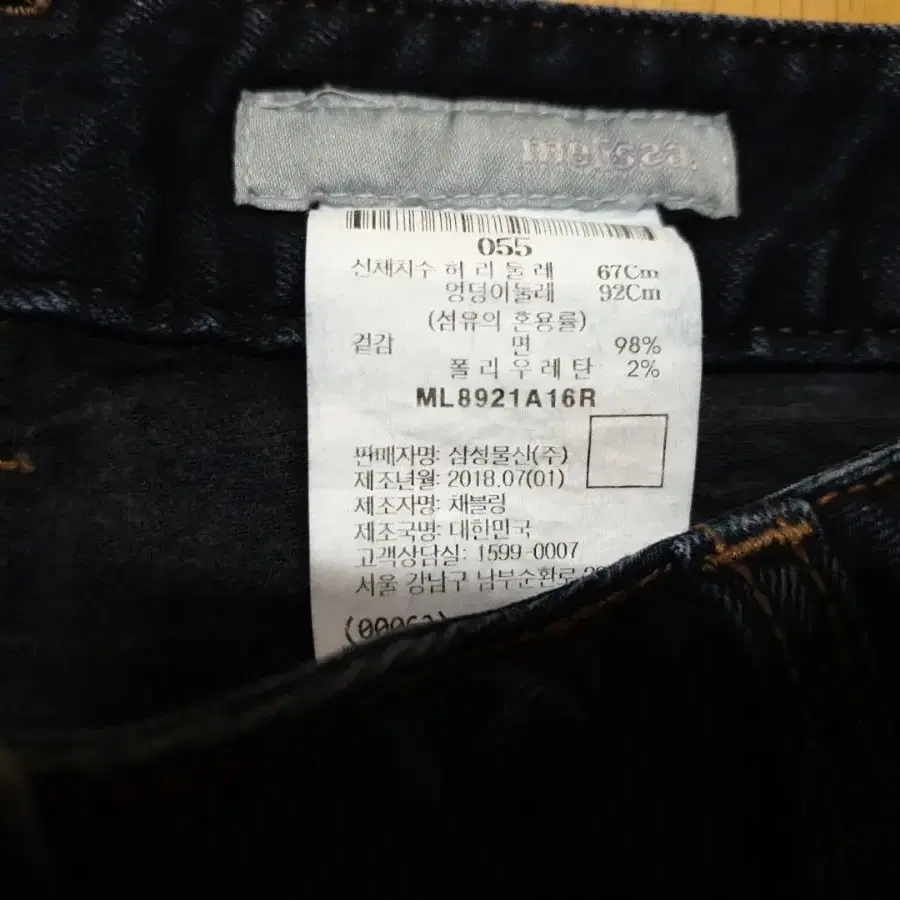 055
신체치수 허리둘레 67Cm
엉덩이둘레 92Cm
(섬유의 혼용률)
겉감 면 98%
폴리우레탄 2%
ML8921A16R
판매자명: 삼성물산(주)
제조년월: 2018.07(01)
제조자명: 채블링
제조국명: 대한민국
고객상담실: 1599-0007
서울 강남구 남부순환로